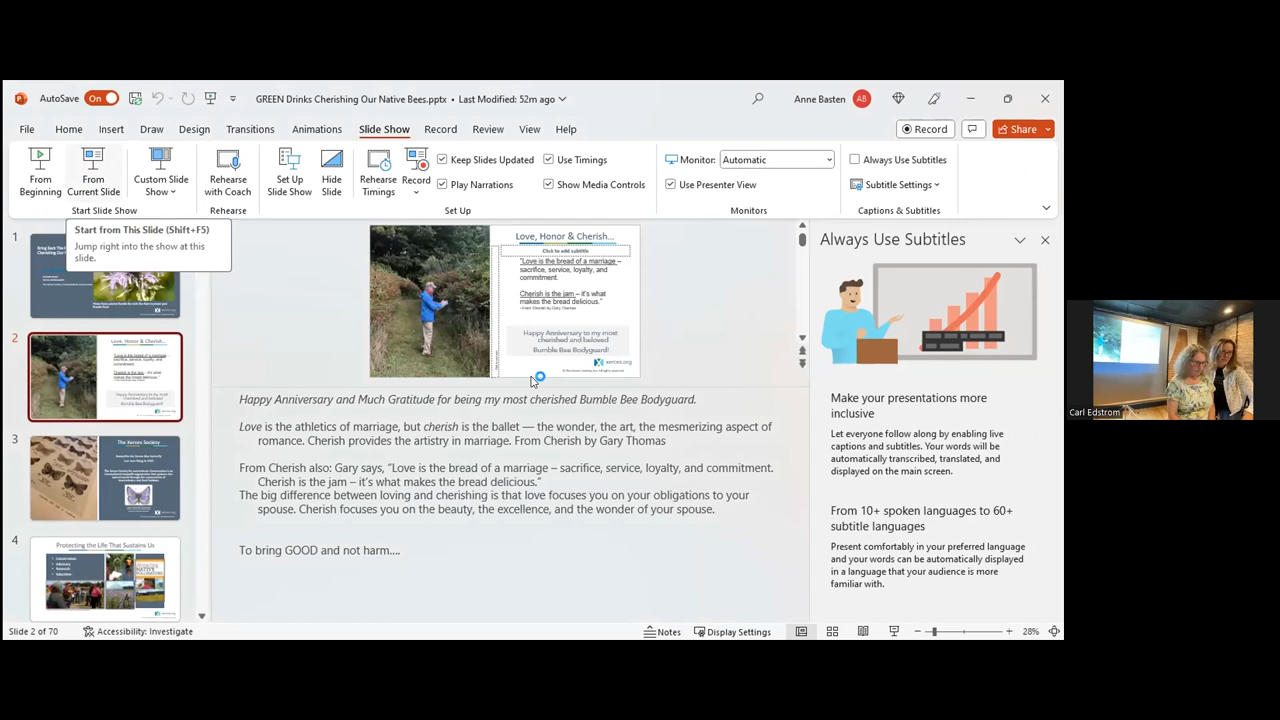 AutoSave On GREEN Drinks Cherishing Our Native Bees.pptx • Last Modified: 52m ago Anne Basten AB
File Home Insert Draw Design Transitions Animations Slide Show Record Review View Help Record Share
From Beginning
From Current Slide
Custom Slide Show
Rehearse with Coach
Set Up Slide Show
Hide Slide
Rehearse Timings
Record
Keep Slides Updated
Play Narrations
Use Timings
Show Media Controls
Monitor: Automatic
Use Presenter View
Always Use Subtitles
Subtitle Settings
Start Slide Show Rehearse Set Up Monitors Captions & Subtitles
Start from This Slide (Shift+F5)
Jump right into the show at this
slide.
1
2
Love, Honor & Cherish...
3
The Xerces Society
4
Protecting the Life That Sustains Us
Love, Honor & Cherish...
Click to add subtitle
"Love is the bread of a marriage –
sacrifice, service, loyalty, and
commitment.
Cherish is the jam – it's what
makes the bread delicious."
Happy Anniversary to my most
cherished and beloved
Bumble Bee Bodyguard!
xerces.org
Happy Anniversary and Much Gratitude for being my most cherished Bumble Bee Bodyguard.
Love is the athletics of marriage, but cherish is the ballet — the wonder, the art, the mesmerizing aspect of
romance. Cherish provides the artistry in marriage. From Cherish by Gary Thomas
From Cherish also: Gary says, "Love is the bread of a marriage – sacrifice, service, loyalty, and commitment.
Cherish is the jam – it's what makes the bread delicious."
The big difference between loving and cherishing is that love focuses you on your obligations to your
spouse. Cherish focuses you on the beauty, the excellence, and the wonder of your spouse.
To bring GOOD and not harm....
Always Use Subtitles
Make your presentations more
inclusive
Let everyone follow along by enabling live
captions and subtitles. Your words will be
automatically transcribed, translated, and
displayed on the main screen.
From 10+ spoken languages to 60+
subtitle languages
Present comfortably in your preferred language
and your words can be automatically displayed
in a language that your audience is more
familiar with.
Carl Edstrom
Slide 2 of 70 Accessibility: Investigate Notes Display Settings 28%